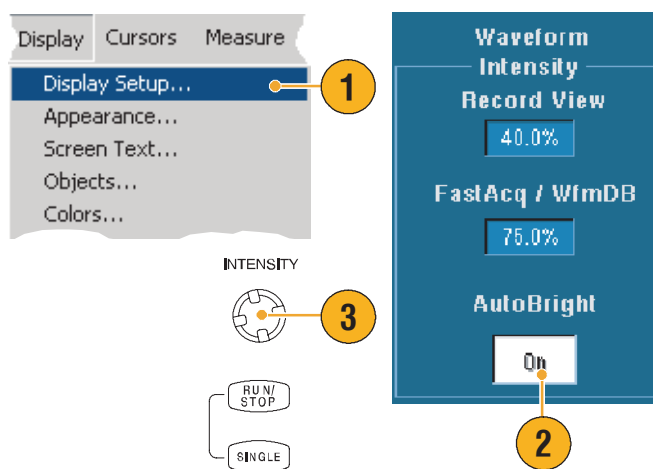 Display Cursors Measure
Display Setup...
Appearance...
Screen Text...
Objects...
Colors...
1
INTENSITY
3
RUN/
STOP
SINGLE
Waveform
Intensity
Record View
40.0%
FastAcq / WfmDB
75.0%
AutoBright
On
2